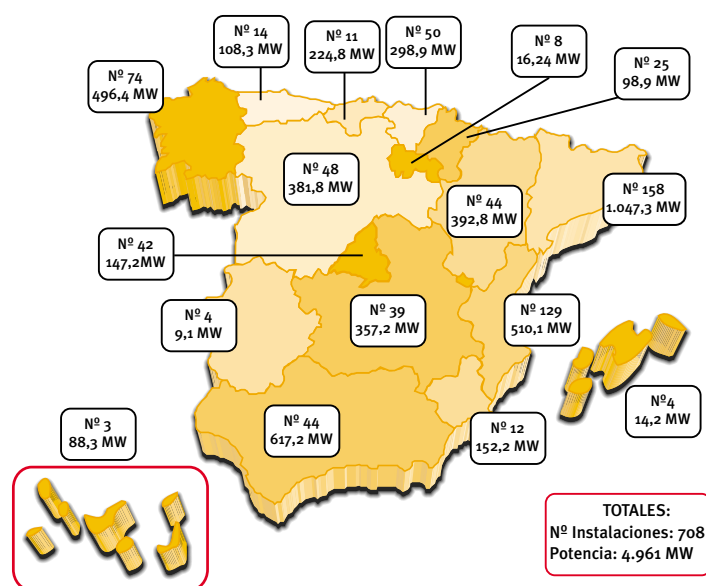 Nº 14
108,3 MW
Nº 11
224,8 MW
Nº 50
298,9 MW
Nº 8
16,24 MW
Nº 25
98,9 MW
Nº 74
496,4 MW
Nº 48
381,8 MW
Nº 44
392,8 MW
Nº 158
1.047,3 MW
Nº 42
147,2MW
Nº 4
9,1 MW
Nº 39
357,2 MW
Nº 129
510,1 MW
Nº4
14,2 MW
Nº 3
88,3 MW
Nº 44
617,2 MW
Nº 12
152,2 MW
TOTALES:
Nº Instalaciones: 708
Potencia: 4.961 MW